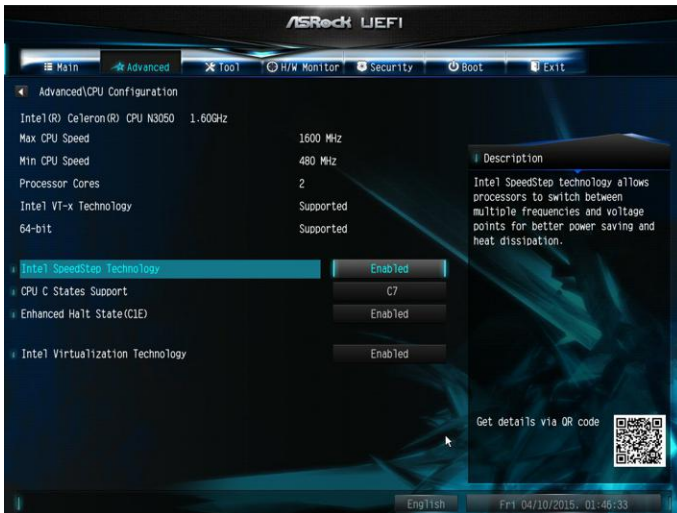 ASRock UEFI
Main Advanced Tool H/W Monitor Security Boot Exit
Advanced\CPU Configuration
Intel(R) Celeron(R) CPU N3050 1.60GHz
Max CPU Speed 1600 MHz
Min CPU Speed 480 MHz
Processor Cores 2
Intel VT-x Technology Supported
64-bit Supported
Intel SpeedStep Technology Enabled
CPU C States Support C7
Enhanced Halt State(C1E) Enabled
Intel Virtualization Technology Enabled
Description
Intel SpeedStep technology allows
processors to switch between
multiple frequencies and voltage
points for better power saving and
heat dissipation.
Get details via QR code
English Fri 04/10/2015. 01:46:33